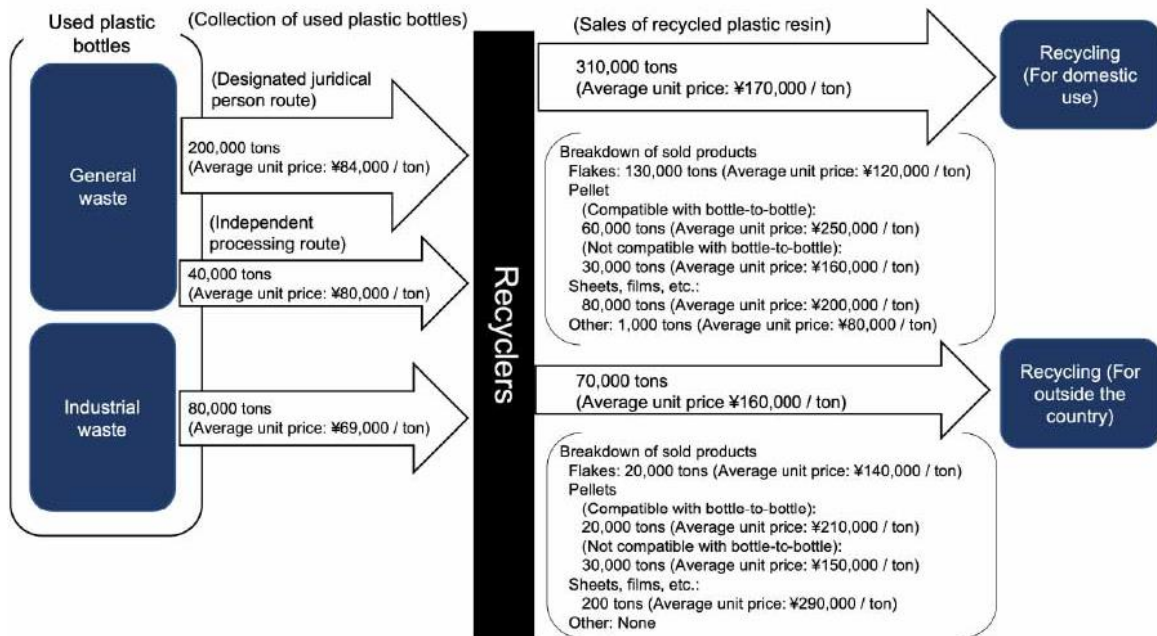 Used plastic
bottles
(Collection of used plastic bottles)
General
waste
Industrial
waste
(Designated juridical
person route)
200,000 tons
(Average unit price: ¥84,000 / ton)
(Independent
processing route)
40,000 tons
(Average unit price: ¥80,000 / ton)
80,000 tons
(Average unit price: ¥69,000 / ton)
Recyclers
(Sales of recycled plastic resin)
310,000 tons
(Average unit price: ¥170,000 / ton)
Recycling
(For domestic
use)
Breakdown of sold products
Flakes: 130,000 tons (Average unit price: ¥120,000 / ton)
Pellet
(Compatible with bottle-to-bottle):
60,000 tons (Average unit price: ¥250,000 / ton)
(Not compatible with bottle-to-bottle):
30,000 tons (Average unit price: ¥160,000 / ton)
Sheets, films, etc.:
80,000 tons (Average unit price: ¥200,000 / ton)
Other: 1,000 tons (Average unit price: ¥80,000 / ton)
70,000 tons
(Average unit price ¥160,000 / ton)
Recycling (For
outside the
country)
Breakdown of sold products
Flakes: 20,000 tons (Average unit price: ¥140,000 / ton)
Pellets
(Compatible with bottle-to-bottle):
20,000 tons (Average unit price: ¥210,000 / ton)
(Not compatible with bottle-to-bottle):
30,000 tons (Average unit price: ¥150,000 / ton)
Sheets, films, etc.:
200 tons (Average unit price: ¥290,000 / ton)
Other: None